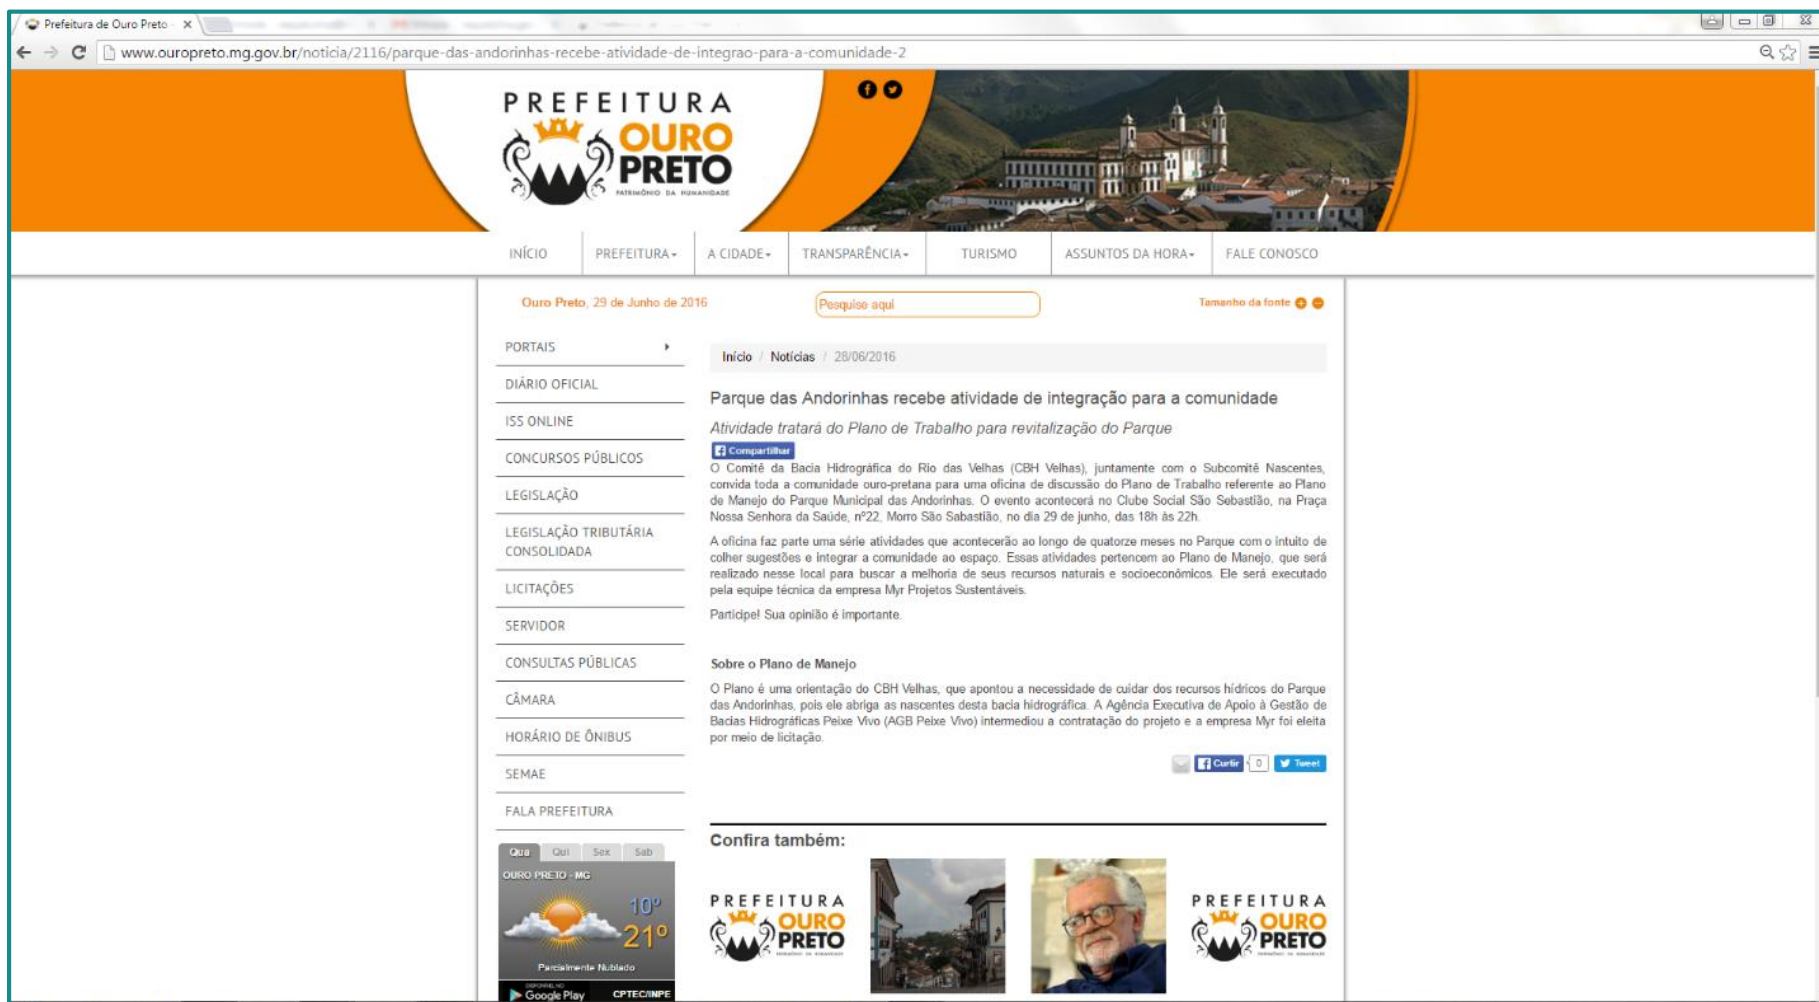 Prefeitura de Ouro Preto -
www.ouropreto.mg.gov.br/noticia/2116/parque-das-andorinhas-recebe-atividade-de-integrao-para-a-comunidade-2
PREFEITURA
OURO
PRETO
PATRIMÔNIO DA HUMANIDADE
INÍCIO PREFEITURA A CIDADE TRANSPARÊNCIA TURISMO ASSUNTOS DA HORA FALE CONOSCO
Ouro Preto, 29 de Junho de 2016
Pesquise aqui
Tamanho da fonte
PORTAIS
DIÁRIO OFICIAL
ISS ONLINE
CONCURSOS PÚBLICOS
LEGISLAÇÃO
LEGISLAÇÃO TRIBUTÁRIA
CONSOLIDADA
LICITAÇÕES
SERVIDOR
CONSULTAS PÚBLICAS
CÂMARA
HORÁRIO DE ÔNIBUS
SEMAE
FALA PREFEITURA
Qua Qui Sex Sab
OURO PRETO - MG
10º
21º
Parcialmente Nublado
DISPONÍVEL NO
Google Play
CPTEC/INPE
Início / Notícias / 28/06/2016
Parque das Andorinhas recebe atividade de integração para a comunidade
Atividade tratará do Plano de Trabalho para revitalização do Parque
Compartilhar
O Comitê da Bacia Hidrográfica do Rio das Velhas (CBH Velhas), juntamente com o Subcomitê Nascentes,
convida toda a comunidade ouro-pretana para uma oficina de discussão do Plano de Trabalho referente ao Plano
de Manejo do Parque Municipal das Andorinhas. O evento acontecerá no Clube Social São Sebastião, na Praça
Nossa Senhora da Saúde, nº22, Morro São Sabastião, no dia 29 de junho, das 18h às 22h.
A oficina faz parte uma série atividades que acontecerão ao longo de quatorze meses no Parque com o intuito de
colher sugestões e integrar a comunidade ao espaço. Essas atividades pertencem ao Plano de Manejo, que será
realizado nesse local para buscar a melhoria de seus recursos naturais e socioeconômicos. Ele será executado
pela equipe técnica da empresa Myr Projetos Sustentáveis.
Participe! Sua opinião é importante.
Sobre o Plano de Manejo
O Plano é uma orientação do CBH Velhas, que apontou a necessidade de cuidar dos recursos hídricos do Parque
das Andorinhas, pois ele abriga as nascentes desta bacia hidrográfica. A Agência Executiva de Apoio à Gestão de
Bacias Hidrográficas Peixe Vivo (AGB Peixe Vivo) intermediou a contratação do projeto e a empresa Myr foi eleita
por meio de licitação.
Curtir 0 Tweet
Confira também:
PREFEITURA
OURO
PRETO
PREFEITURA
OURO
PRETO